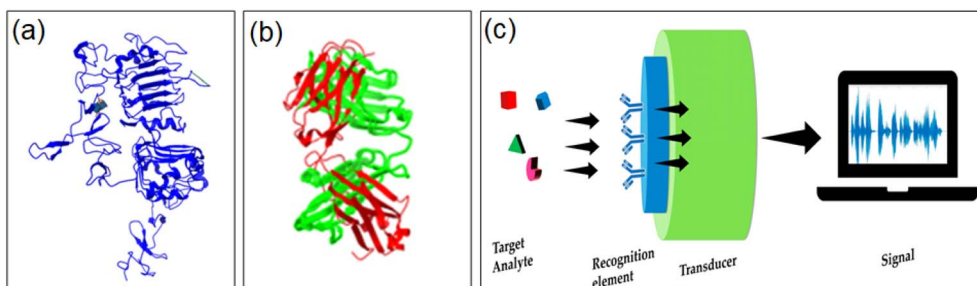 (a)
(b)
(c)
Target
Analyte
Recognition
element
Transducer
Signal